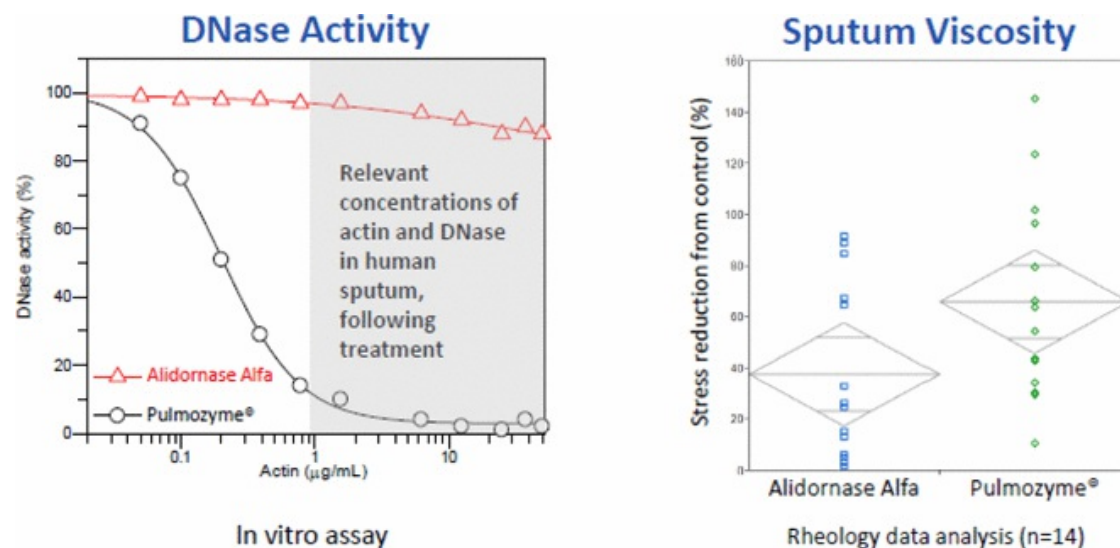 DNase Activity
DNase activity (%)
100
80
60
40
20
0
0.1
1
10
Actin (µg/mL)
Relevant
concentrations of
actin and DNase
in human
sputum,
following
treatment
Alidornase Alfa
Pulmozyme®
In vitro assay
Sputum Viscosity
Stress reduction from control (%)
160
140
120
100
80
60
40
20
0
Alidornase Alfa
Pulmozyme®
Rheology data analysis (n=14)